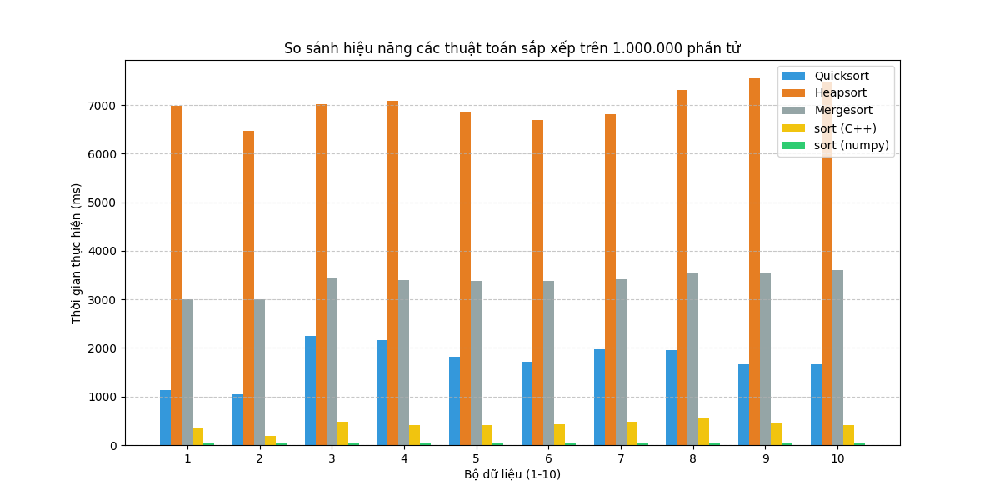 So sánh hiệu năng các thuật toán sắp xếp trên 1.000.000 phần tử
Thời gian thực hiện (ms)
7000
6000
5000
4000
3000
2000
1000
0
Quicksort
Heapsort
Mergesort
sort (C++)
sort (numpy)
1 2 3 4 5 6 7 8 9 10
Bộ dữ liệu (1-10)